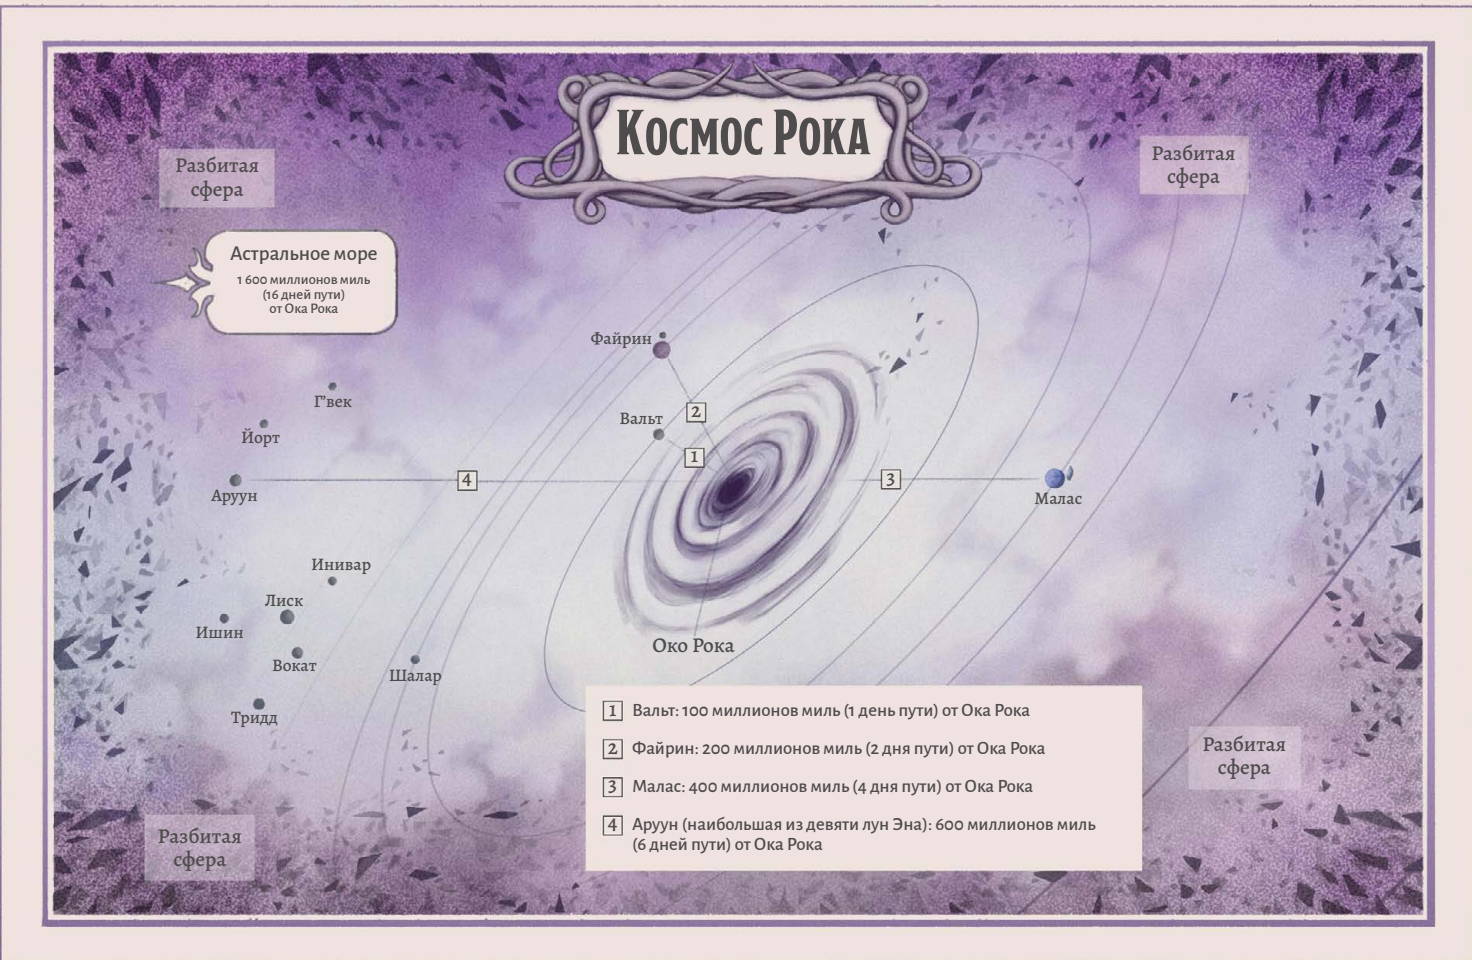 Космос Рока
Разбитая
сфера
Разбитая
сфера
Астральное море
1 600 миллионов миль
(16 дней пути)
от Ока Рока
Файрин
Г’век
Вальт
2
Йорт
1
4
3
Аруун
Малас
Инивар
Лиск
Ишин
Око Рока
Вокат
Шалар
Тридд
1 Вальт: 100 миллионов миль (1 день пути) от Ока Рока
2 Файрин: 200 миллионов миль (2 дня пути) от Ока Рока
3 Малас: 400 миллионов миль (4 дня пути) от Ока Рока
4 Аруун (наибольшая из девяти лун Эна): 600 миллионов миль
(6 дней пути) от Ока Рока
Разбитая
сфера
Разбитая
сфера